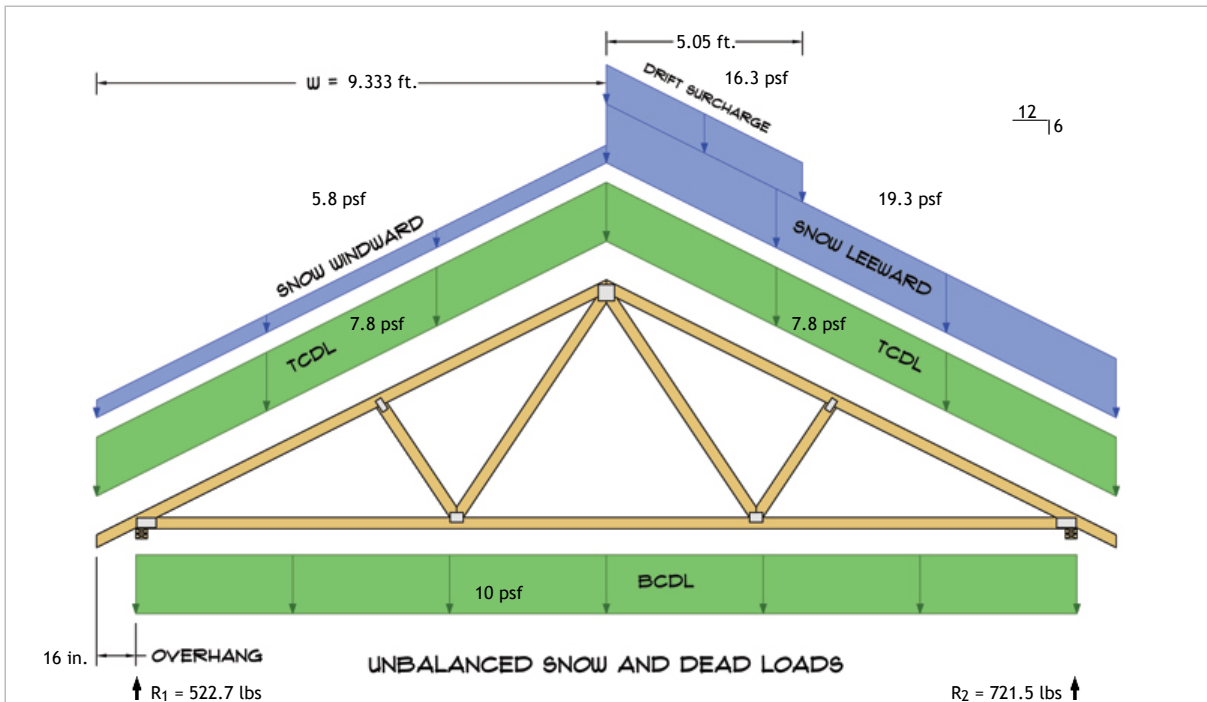 5.05 ft.
W = 9.333 ft.
DRIFT SURCHARGE
16.3 psf
12
6
5.8 psf
19.3 psf
SNOW WINDWARD
SNOW LEEWARD
7.8 psf
7.8 psf
TCDL
TCDL
BCDL
10 psf
16 in.
OVERHANG
UNBALANCED SNOW AND DEAD LOADS
R1 = 522.7 lbs
R2 = 721.5 lbs